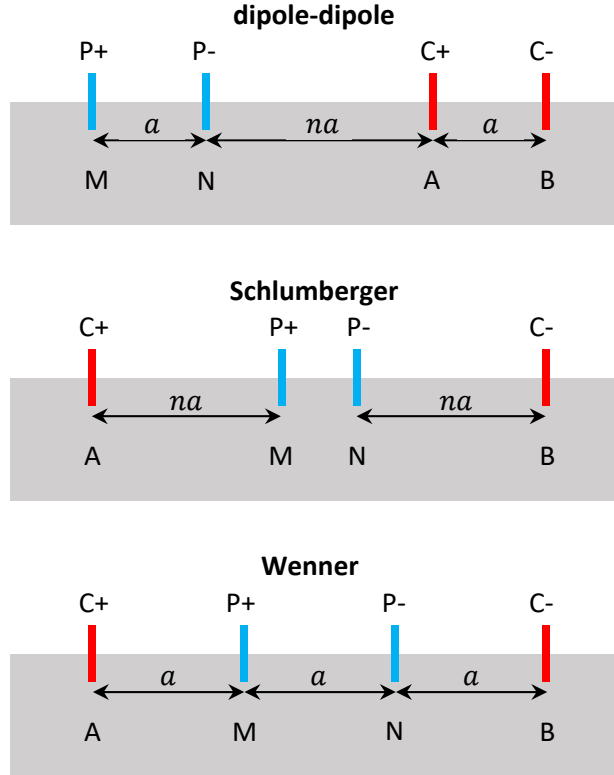 dipole-dipole
P+ P- C+ C-
a na a
M N A B
Schlumberger
C+ P+ P- C-
na na
A M N B
Wenner
C+ P+ P- C-
a a a
A M N B